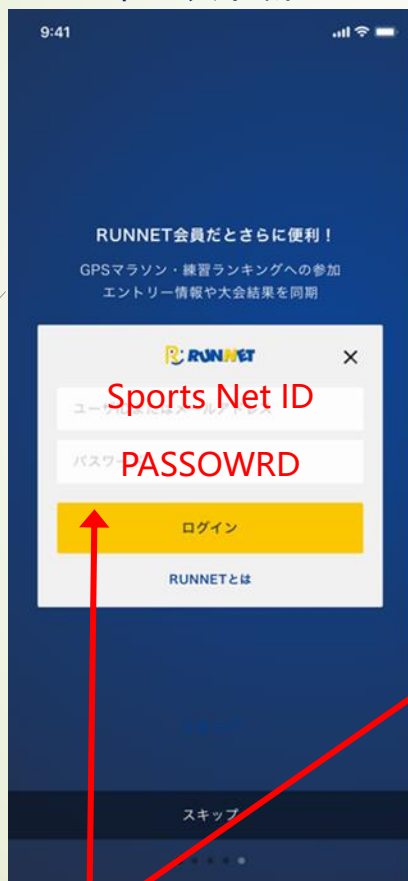 9:41
RUNNET会員だとさらに便利！
GPSマラソン・練習ランキングへの参加
エントリー情報や大会結果を同期
R RUNNET ×
Sports Net ID
PASSOWRD
ログイン
RUNNETとは
スキップ